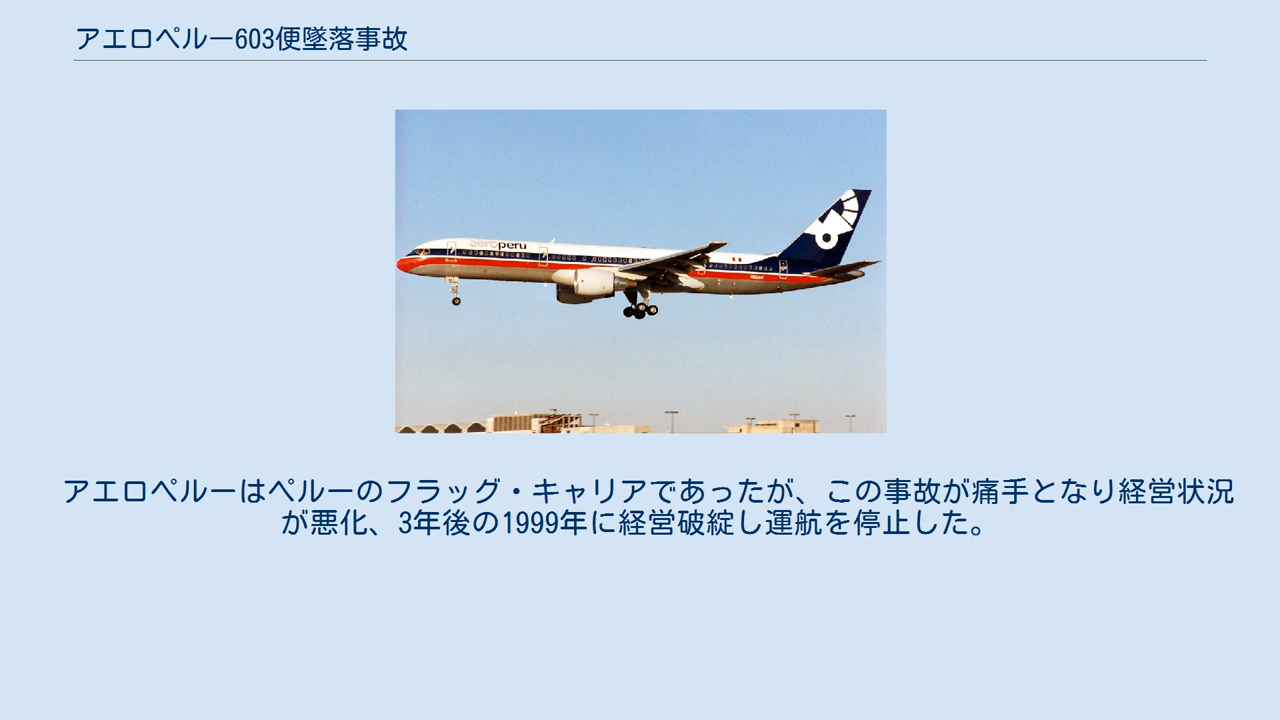 アエロペルー603便墜落事故
aeroperu
アエロペルーはペルーのフラッグ・キャリアであったが、この事故が痛手となり経営状況
が悪化、3年後の1999年に経営破綻し運航を停止した。